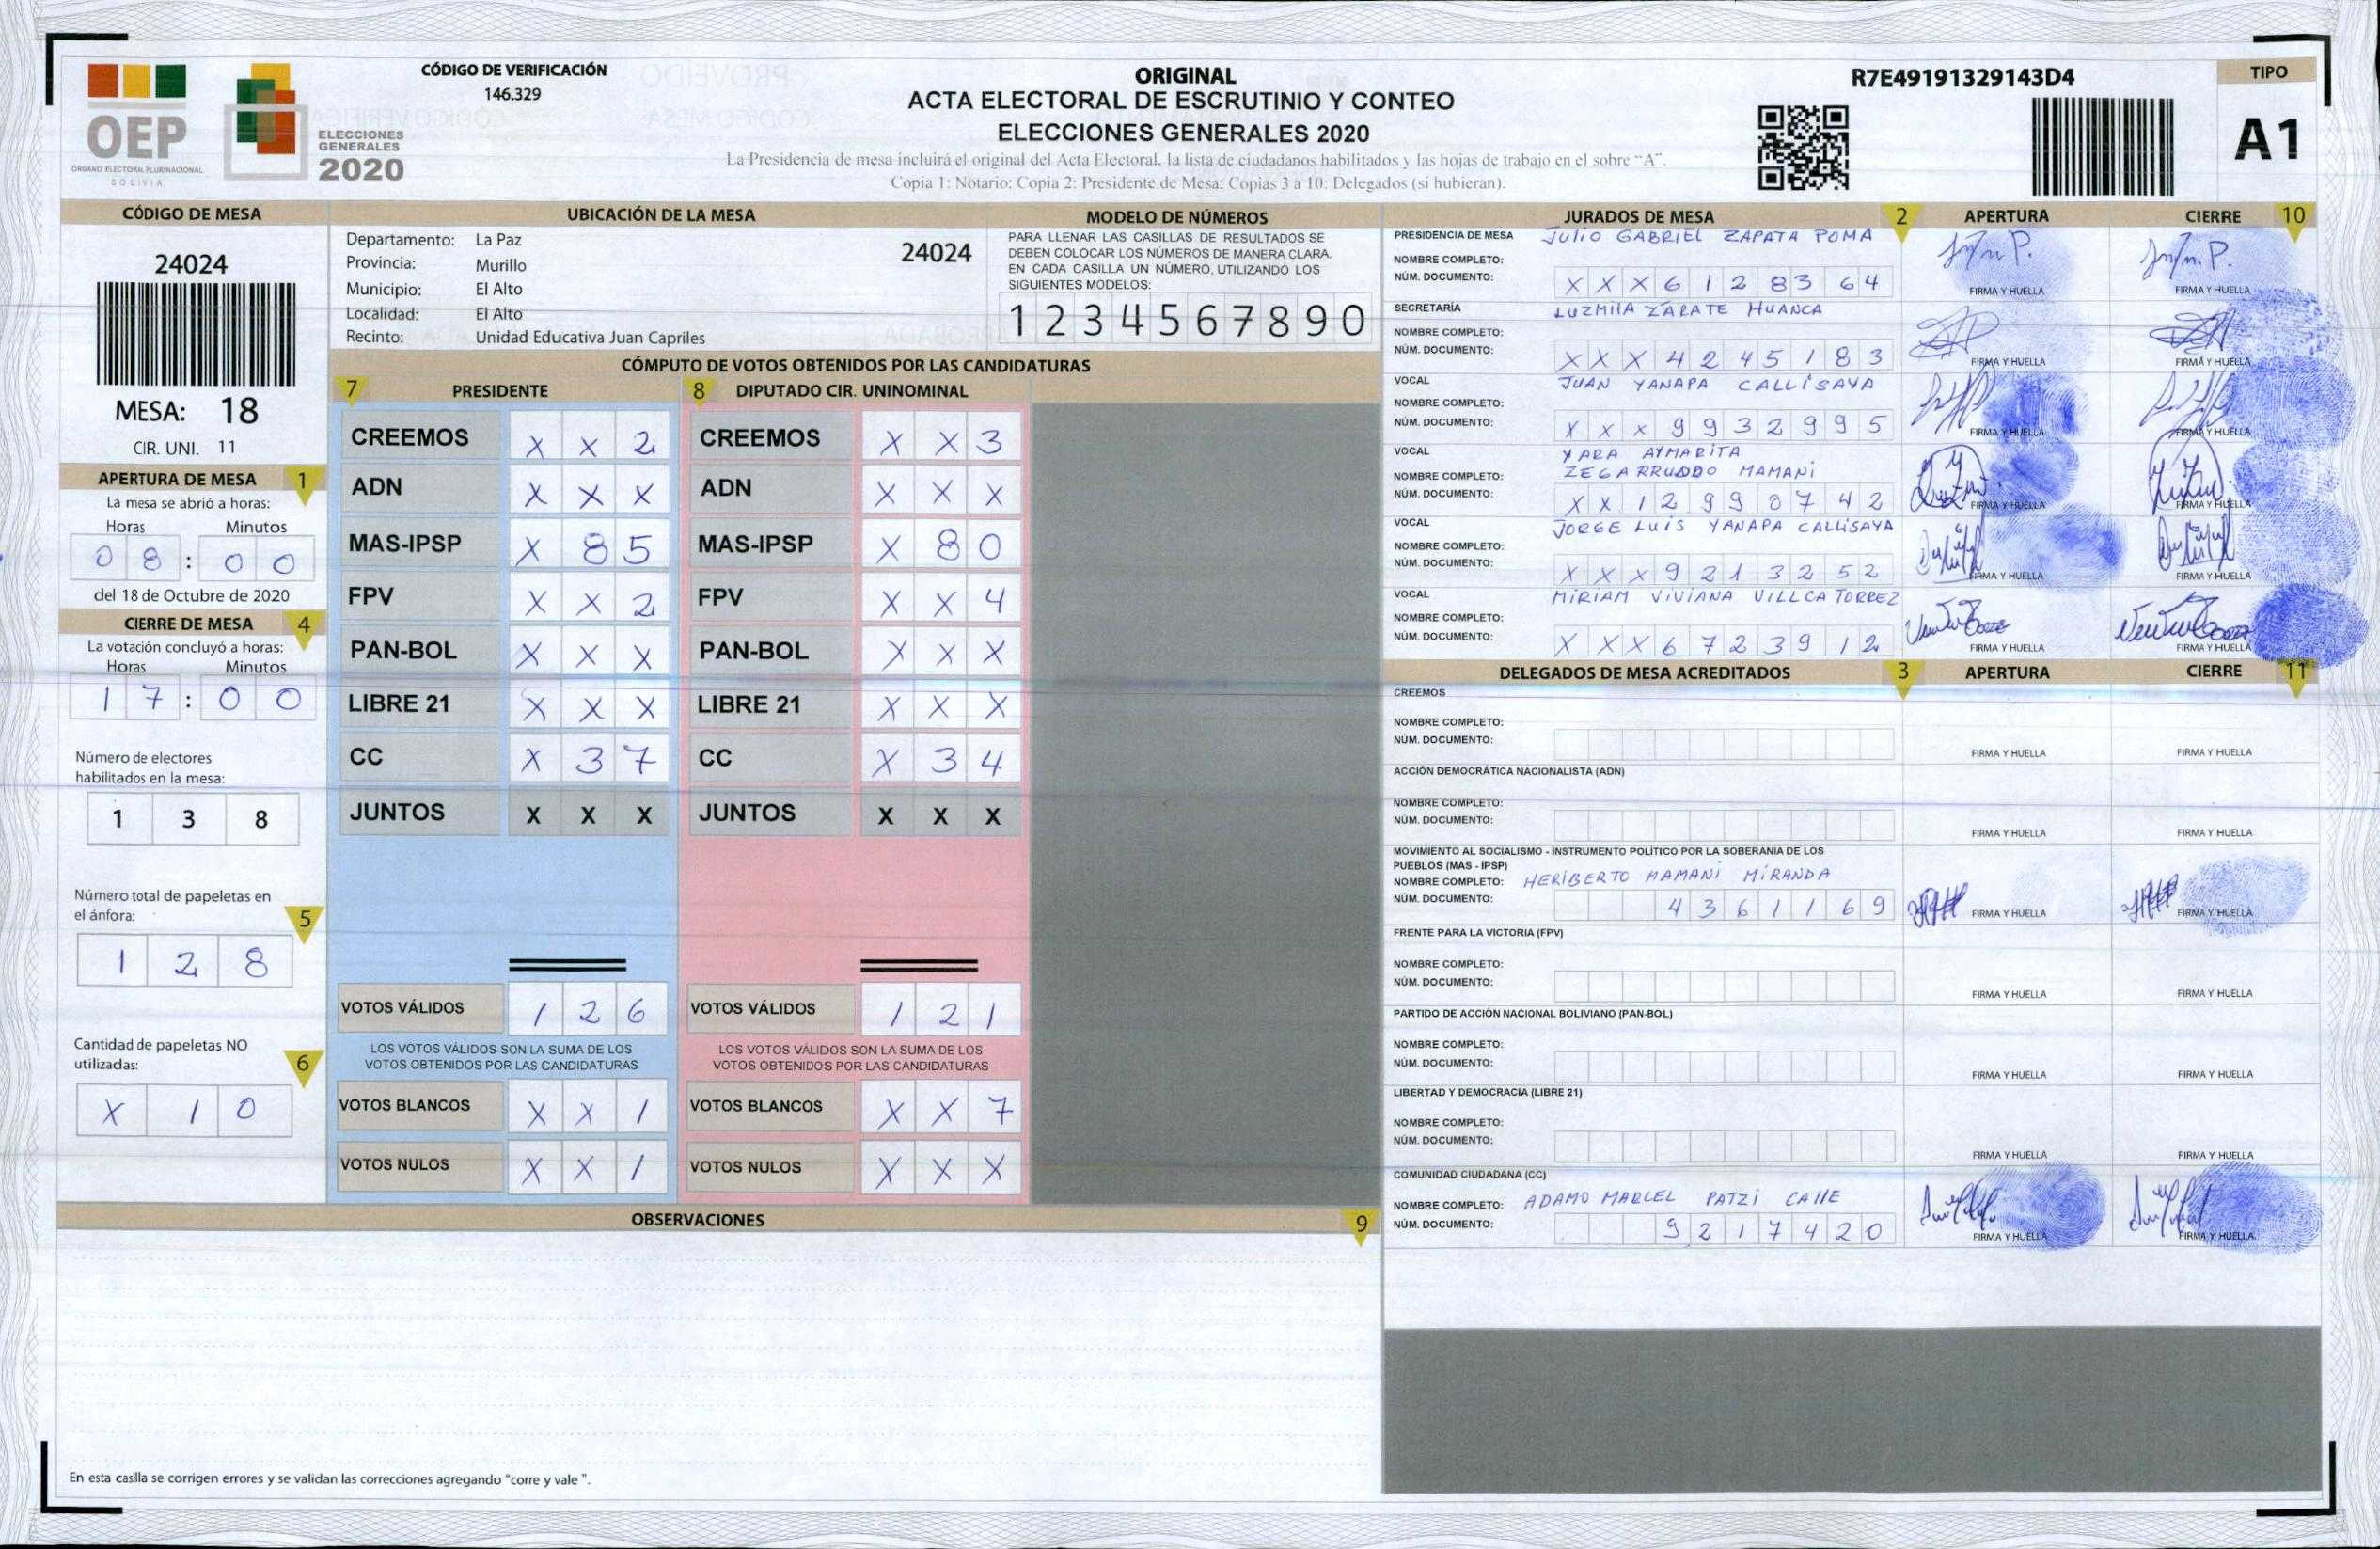 OEP
ÓRGANO ELECTORAL PLURINACIONAL
BOLIVIA
ELECCIONES
GENERALES
2020
CÓDIGO DE VERIFICACIÓN
146.329
ORIGINAL
ACTA ELECTORAL DE ESCRUTINIO Y CONTEO
ELECCIONES GENERALES 2020
La Presidencia de mesa incluirá el original del Acta Electoral, la lista de ciudadanos habilitados y las hojas de trabajo en el sobre "A".
Copia 1: Notario; Copia 2: Presidente de Mesa; Copias 3 a 10: Delegados (si hubieran).
R7E49191329143D4
TIPO
A1
CÓDIGO DE MESA
24024
MESA: 18
CIR. UNI. 11
APERTURA DE MESA 1
La mesa se abrió a horas:
Horas Minutos
0 8 : 0 0
del 18 de Octubre de 2020
CIERRE DE MESA 4
La votación concluyó a horas:
Horas Minutos
1 7 : 0 0
Número de electores
habilitados en la mesa:
1 3 8
Número total de papeletas en
el ánfora: 5
1 2 8
Cantidad de papeletas NO
utilizadas: 6
X 1 0
UBICACIÓN DE LA MESA
Departamento: La Paz
24024
Provincia: Murillo
Municipio: El Alto
Localidad: El Alto
Recinto: Unidad Educativa Juan Capriles
MODELO DE NÚMEROS
PARA LLENAR LAS CASILLAS DE RESULTADOS SE
DEBEN COLOCAR LOS NÚMEROS DE MANERA CLARA.
EN CADA CASILLA UN NÚMERO, UTILIZANDO LOS
SIGUIENTES MODELOS:
1 2 3 4 5 6 7 8 9 0
CÓMPUTO DE VOTOS OBTENIDOS POR LAS CANDIDATURAS
7 PRESIDENTE 8 DIPUTADO CIR. UNINOMINAL
CREEMOS X X 2 CREEMOS X X 3
ADN X X X ADN X X X
MAS-IPSP X 8 5 MAS-IPSP X 8 0
FPV X X 2 FPV X X 4
PAN-BOL X X X PAN-BOL X X X
LIBRE 21 X X X LIBRE 21 X X X
CC X 3 7 CC X 3 4
JUNTOS X X X JUNTOS X X X
VOTOS VÁLIDOS 1 2 6 VOTOS VÁLIDOS 1 2 1
LOS VOTOS VÁLIDOS SON LA SUMA DE LOS LOS VOTOS VÁLIDOS SON LA SUMA DE LOS
VOTOS OBTENIDOS POR LAS CANDIDATURAS VOTOS OBTENIDOS POR LAS CANDIDATURAS
VOTOS BLANCOS X X 1 VOTOS BLANCOS X X 7
VOTOS NULOS X X 1 VOTOS NULOS X X X
OBSERVACIONES 9
En esta casilla se corrigen errores y se validan las correcciones agregando "corre y vale ".
JURADOS DE MESA 2 APERTURA CIERRE 10
PRESIDENCIA DE MESA JULIO GABRIEL ZAPATA POMA
NOMBRE COMPLETO:
NÚM. DOCUMENTO: X X X 6 1 2 8 3 6 4 FIRMA Y HUELLA FIRMA Y HUELLA
SECRETARÍA LUZMILA ZÁRATE HUANCA
NOMBRE COMPLETO:
NÚM. DOCUMENTO: X X X 4 2 4 5 1 8 3 FIRMA Y HUELLA FIRMA Y HUELLA
VOCAL JUAN YANAPA CALLISAYA
NOMBRE COMPLETO:
NÚM. DOCUMENTO: X X X 9 9 3 2 9 9 5 FIRMA Y HUELLA FIRMA Y HUELLA
VOCAL YARA AYMARITA
NOMBRE COMPLETO: MAMANI
NÚM. DOCUMENTO: X X 1 2 9 9 0 7 4 2 FIRMA Y HUELLA FIRMA Y HUELLA
VOCAL JORGE LUIS YANAPA CALLISAYA
NOMBRE COMPLETO:
NÚM. DOCUMENTO: X X X 9 2 1 3 2 5 2 FIRMA Y HUELLA FIRMA Y HUELLA
VOCAL MIRIAM VIVIANA VILLCA TORREZ
NOMBRE COMPLETO:
NÚM. DOCUMENTO: X X X 6 7 2 3 9 1 2 FIRMA Y HUELLA FIRMA Y HUELLA
DELEGADOS DE MESA ACREDITADOS 3 APERTURA CIERRE 11
CREEMOS
NOMBRE COMPLETO:
NÚM. DOCUMENTO: FIRMA Y HUELLA FIRMA Y HUELLA
ACCIÓN DEMOCRÁTICA NACIONALISTA (ADN)
NOMBRE COMPLETO:
NÚM. DOCUMENTO: FIRMA Y HUELLA FIRMA Y HUELLA
MOVIMIENTO AL SOCIALISMO - INSTRUMENTO POLÍTICO POR LA SOBERANIA DE LOS
PUEBLOS (MAS - IPSP)
NOMBRE COMPLETO: HERIBERTO MAMANI MIRANDA
NÚM. DOCUMENTO: 4 3 6 1 1 6 9 FIRMA Y HUELLA FIRMA Y HUELLA
FRENTE PARA LA VICTORIA (FPV)
NOMBRE COMPLETO:
NÚM. DOCUMENTO: FIRMA Y HUELLA FIRMA Y HUELLA
PARTIDO DE ACCIÓN NACIONAL BOLIVIANO (PAN-BOL)
NOMBRE COMPLETO:
NÚM. DOCUMENTO: FIRMA Y HUELLA FIRMA Y HUELLA
LIBERTAD Y DEMOCRACIA (LIBRE 21)
NOMBRE COMPLETO:
NÚM. DOCUMENTO: FIRMA Y HUELLA FIRMA Y HUELLA
COMUNIDAD CIUDADANA (CC)
NOMBRE COMPLETO: ADAMO MARCEL PATZI CALLE
NÚM. DOCUMENTO: 9 2 1 7 4 2 0 FIRMA Y HUELLA FIRMA Y HUELLA